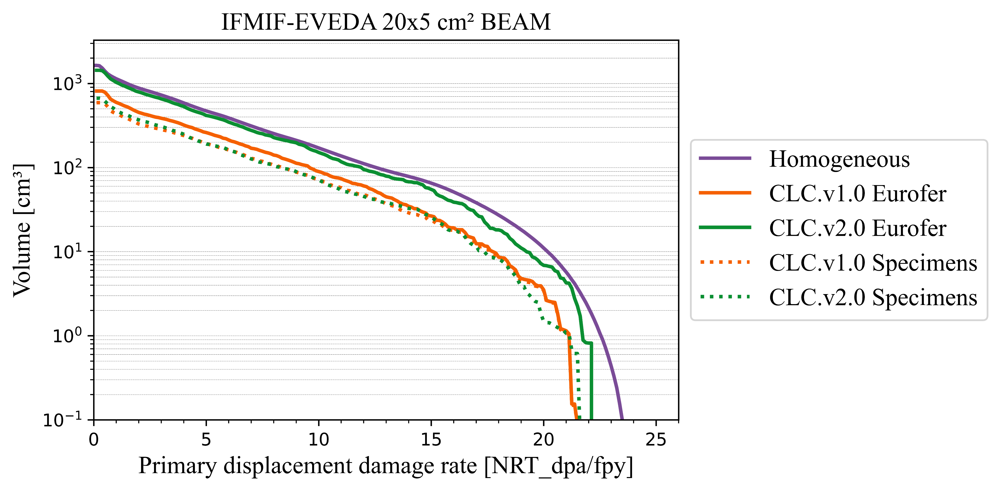 IFMIF-EVEDA 20x5 cm² BEAM
Volume [cm³]
10³
10²
10¹
10⁰
10⁻¹
0 5 10 15 20 25
Primary displacement damage rate [NRT_dpa/fpy]
Homogeneous
CLC.v1.0 Eurofer
CLC.v2.0 Eurofer
CLC.v1.0 Specimens
CLC.v2.0 Specimens